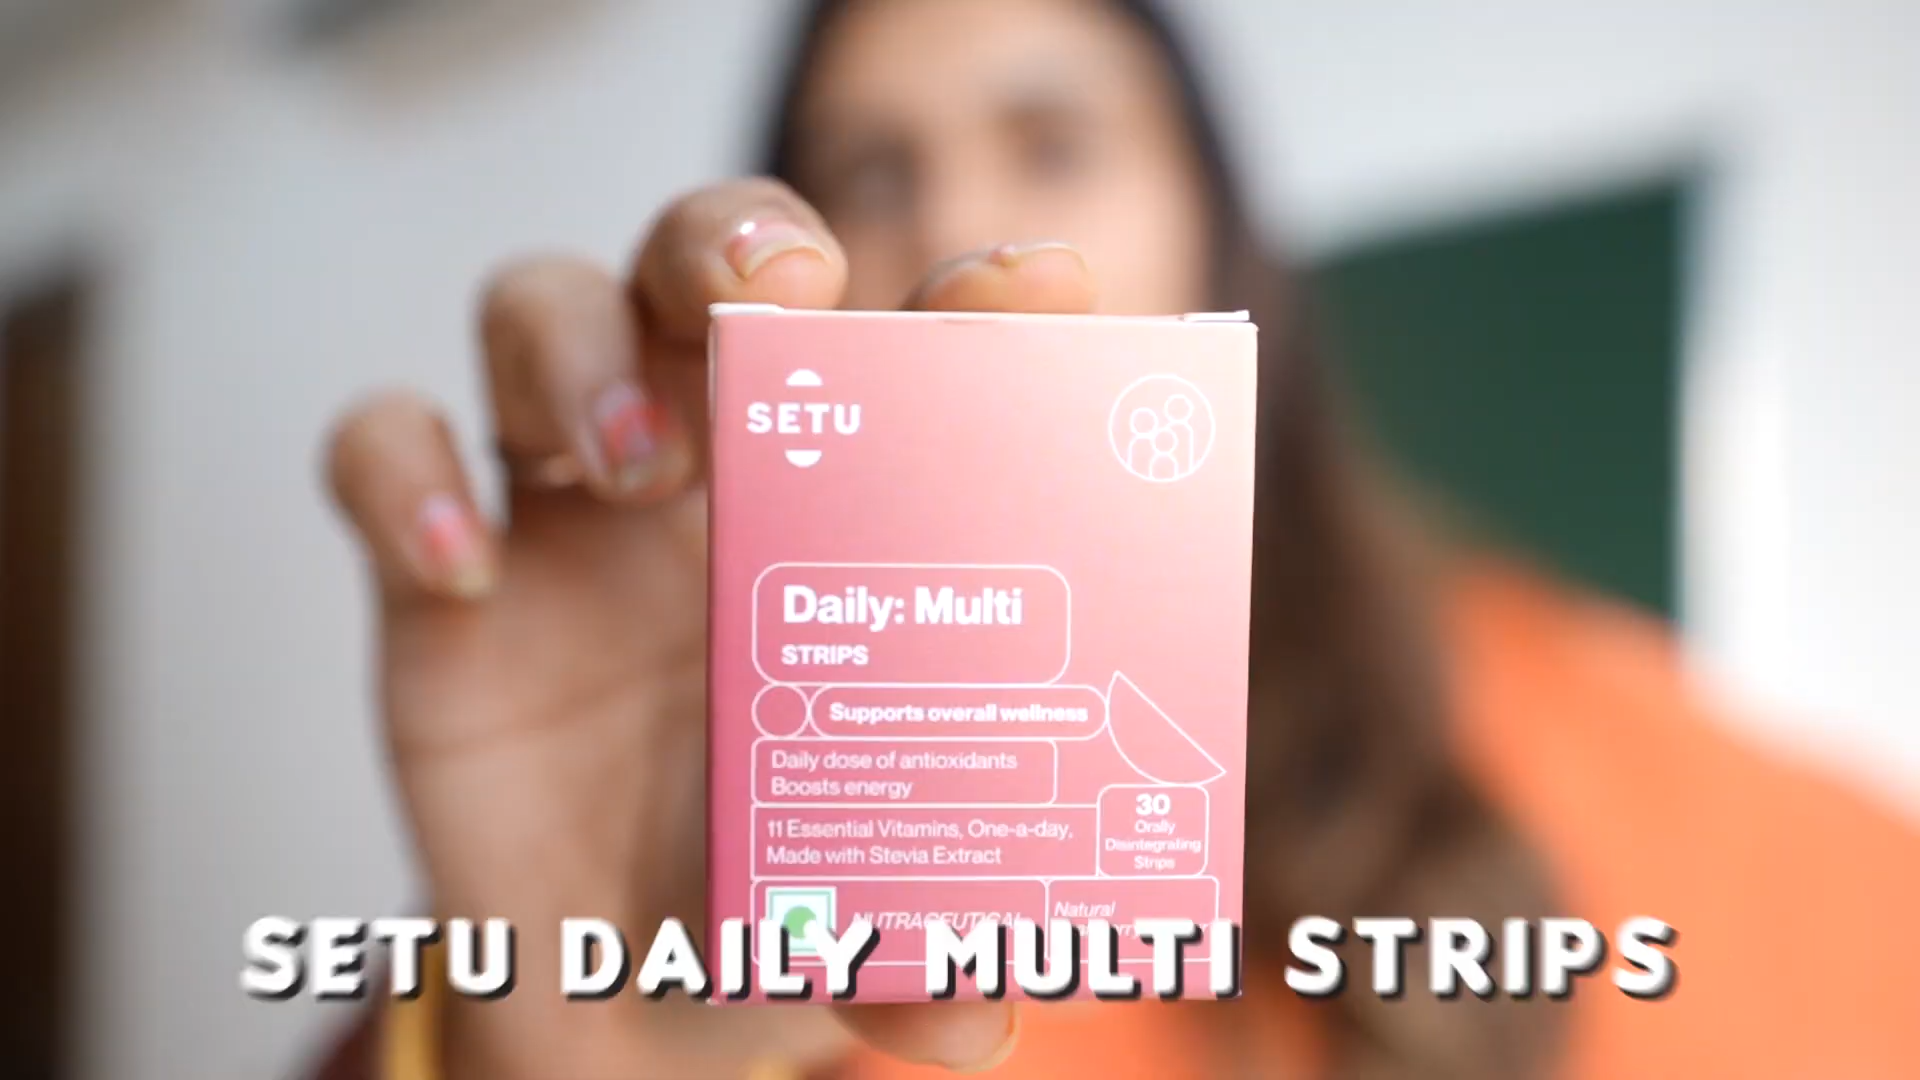 SETU
Daily: Multi
STRIPS
Supports overall wellness
Daily dose of antioxidants
Boosts energy
11 Essential Vitamins, One-a-day,
Made with Stevia Extract
30
Orally
Disintegrating
Strips
NUTRACEUTICAL
Natural
SETU DAILY MULTI STRIPS